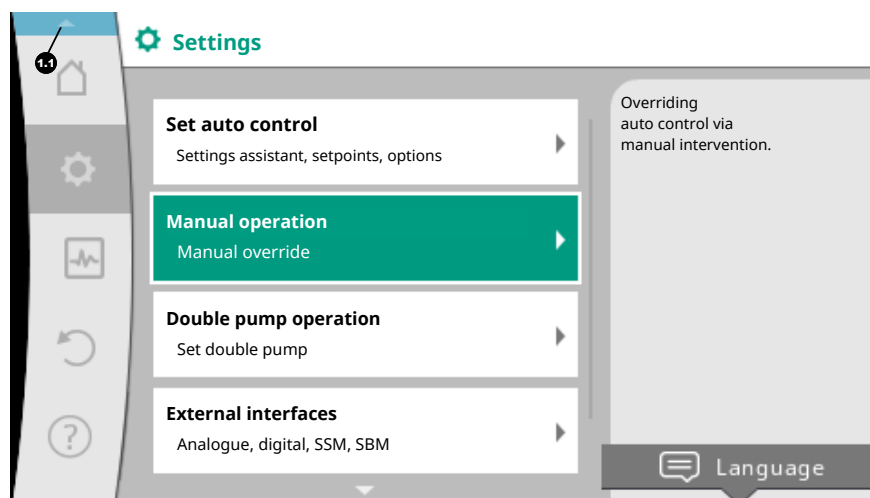 1.1
Settings
Set auto control
Settings assistant, setpoints, options
Manual operation
Manual override
Double pump operation
Set double pump
External interfaces
Analogue, digital, SSM, SBM
Overriding
auto control via
manual intervention.
?
Language